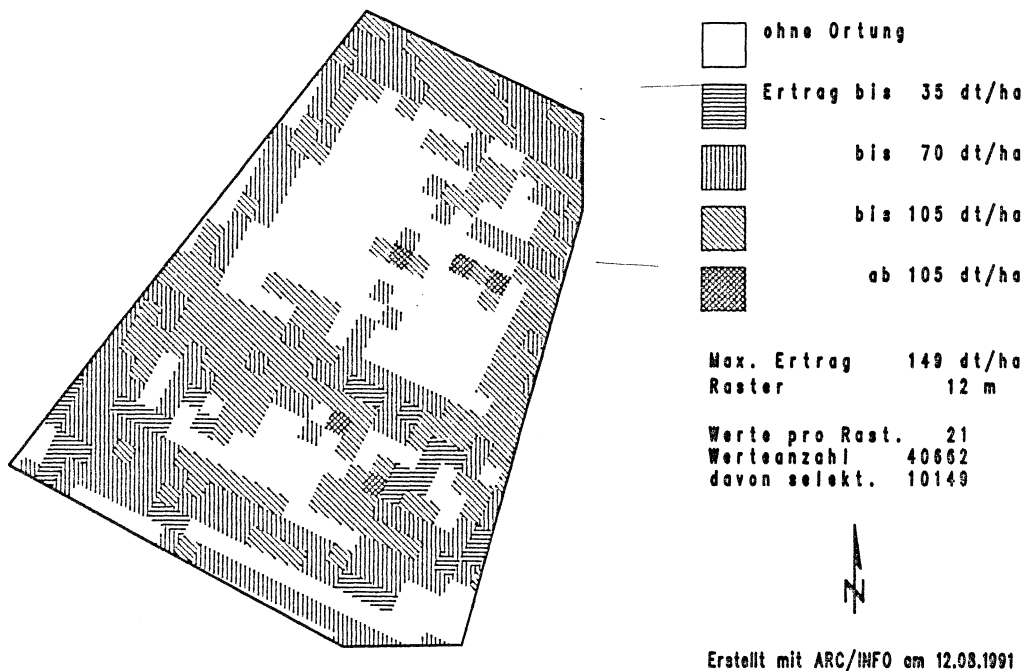 ohne Ortung
Ertrag bis 35 dt/ha
bis 70 dt/ha
bis 105 dt/ha
ab 105 dt/ha
Max. Ertrag 149 dt/ha
Raster 12 m
Werte pro Rast. 21
Werteanzahl 40662
davon selekt. 10149
N
Erstellt mit ARC/INFO am 12.08.1991